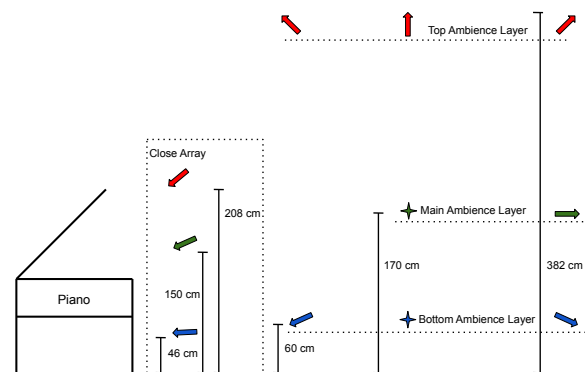 Top Ambience Layer
Close Array
208 cm
Main Ambience Layer
170 cm
382 cm
Piano
150 cm
Bottom Ambience Layer
46 cm
60 cm